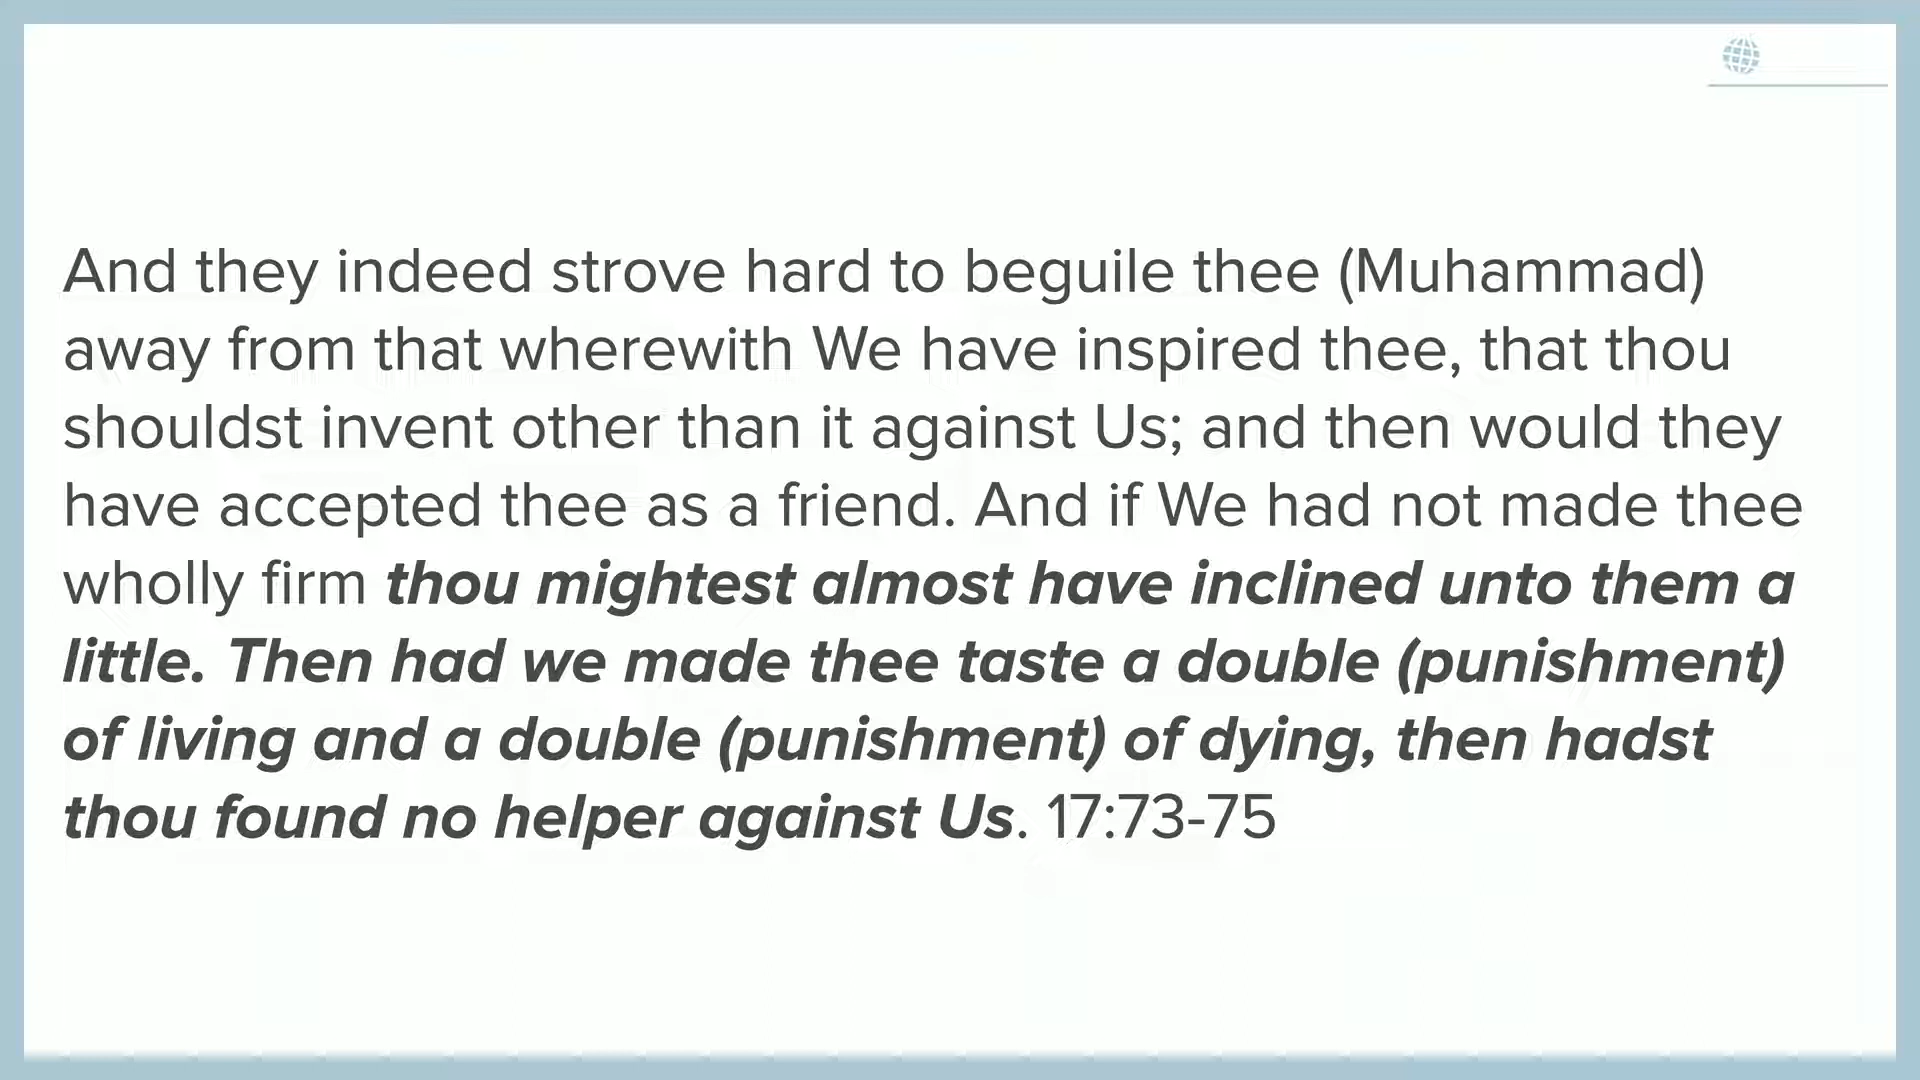 And they indeed strove hard to beguile thee (Muhammad)
away from that wherewith We have inspired thee, that thou
shouldst invent other than it against Us; and then would they
have accepted thee as a friend. And if We had not made thee
wholly firm thou mightest almost have inclined unto them a
little. Then had we made thee taste a double (punishment)
of living and a double (punishment) of dying, then hadst
thou found no helper against Us. 17:73-75